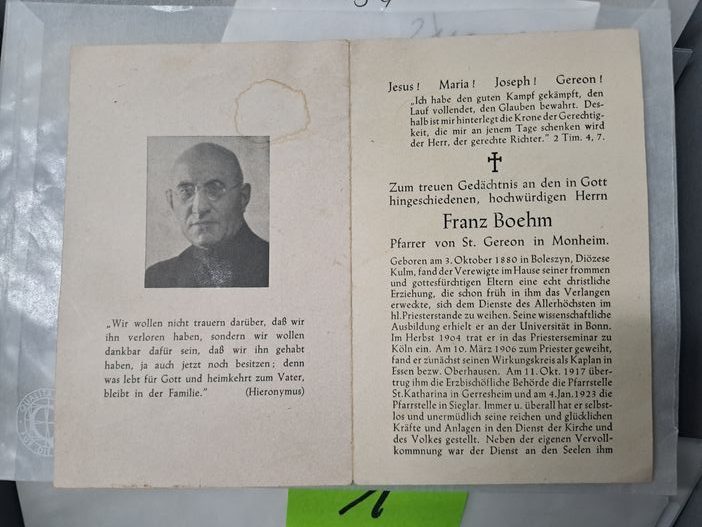 „Wir wollen nicht trauern darüber, daß wir
ihn verloren haben, sondern wir wollen
dankbar dafür sein, daß wir ihn gehabt
haben, ja auch jetzt noch besitzen; denn
was lebt für Gott und heimkehrt zum Vater,
bleibt in der Familie.“ (Hieronymus)
Jesus! Maria! Joseph! Gereon!
„Ich habe den guten Kampf gekämpft, den
Lauf vollendet, den Glauben bewahrt. Des-
halb ist mir hinterlegt die Krone der Gerechtig-
keit, die mir an jenem Tage schenken wird
der Herr, der gerechte Richter.“ 2 Tim. 4, 7.
Zum treuen Gedächtnis an den in Gott
hingeschiedenen, hochwürdigen Herrn
Franz Boehm
Pfarrer von St. Gereon in Monheim.
Geboren am 3. Oktober 1880 in Boleszyn, Diözese
Kulm, fand der Verewigte im Hause seiner frommen
und gottesfürchtigen Eltern eine echt christliche
Erziehung, die schon früh in ihm das Verlangen
erweckte, sich dem Dienste des Allerhöchsten im
hl. Priesterstande zu weihen. Seine wissenschaftliche
Ausbildung erhielt er an der Universität in Bonn.
Im Herbst 1904 trat er in das Priesterseminar zu
Köln ein. Am 10. März 1906 zum Priester geweiht,
fand er zunächst seinen Wirkungskreis als Kaplan in
Essen bezw. Oberhausen. Am 11. Okt. 1917 über-
trug ihm die Erzbischöfliche Behörde die Pfarrstelle
St. Katharina in Gerresheim und am 4. Jan. 1923 die
Pfarrstelle in Sieglar. Immer u. überall hat er selbst-
los und unermüdlich seine reichen und glücklichen
Kräfte und Anlagen in den Dienst der Kirche und
des Volkes gestellt. Neben der eigenen Vervoll-
kommnung war der Dienst an den Seelen ihm